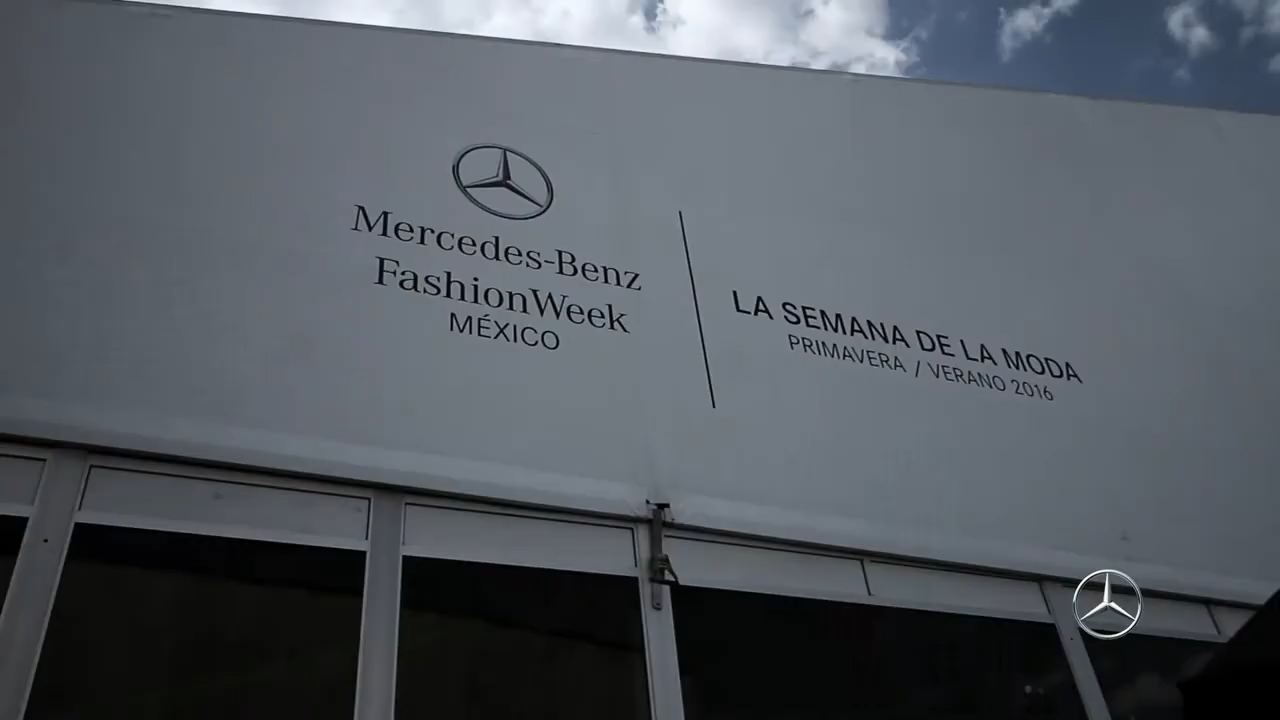 Mercedes-Benz
FashionWeek
MÉXICO
LA SEMANA DE LA MODA
PRIMAVERA / VERANO 2016